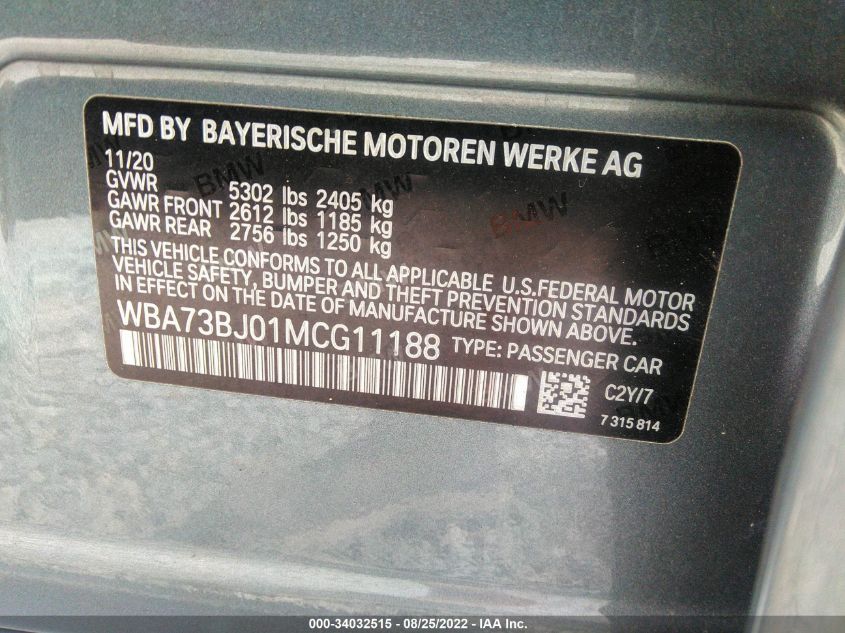 MFD BY BAYERISCHE MOTOREN WERKE AG
11/20
GVWR 5302 lbs 2405 kg
GAWR FRONT 2612 lbs 1185 kg
GAWR REAR 2756 lbs 1250 kg
THIS VEHICLE CONFORMS TO ALL APPLICABLE U.S.FEDERAL MOTOR
VEHICLE SAFETY, BUMPER AND THEFT PREVENTION STANDARDS
IN EFFECT ON THE DATE OF MANUFACTURE SHOWN ABOVE.
WBA73BJ01MCG11188 TYPE: PASSENGER CAR
C2Y/7
7 315 814
BMW
BMW
BMW
000-34032515 - 08/25/2022 - IAA Inc.